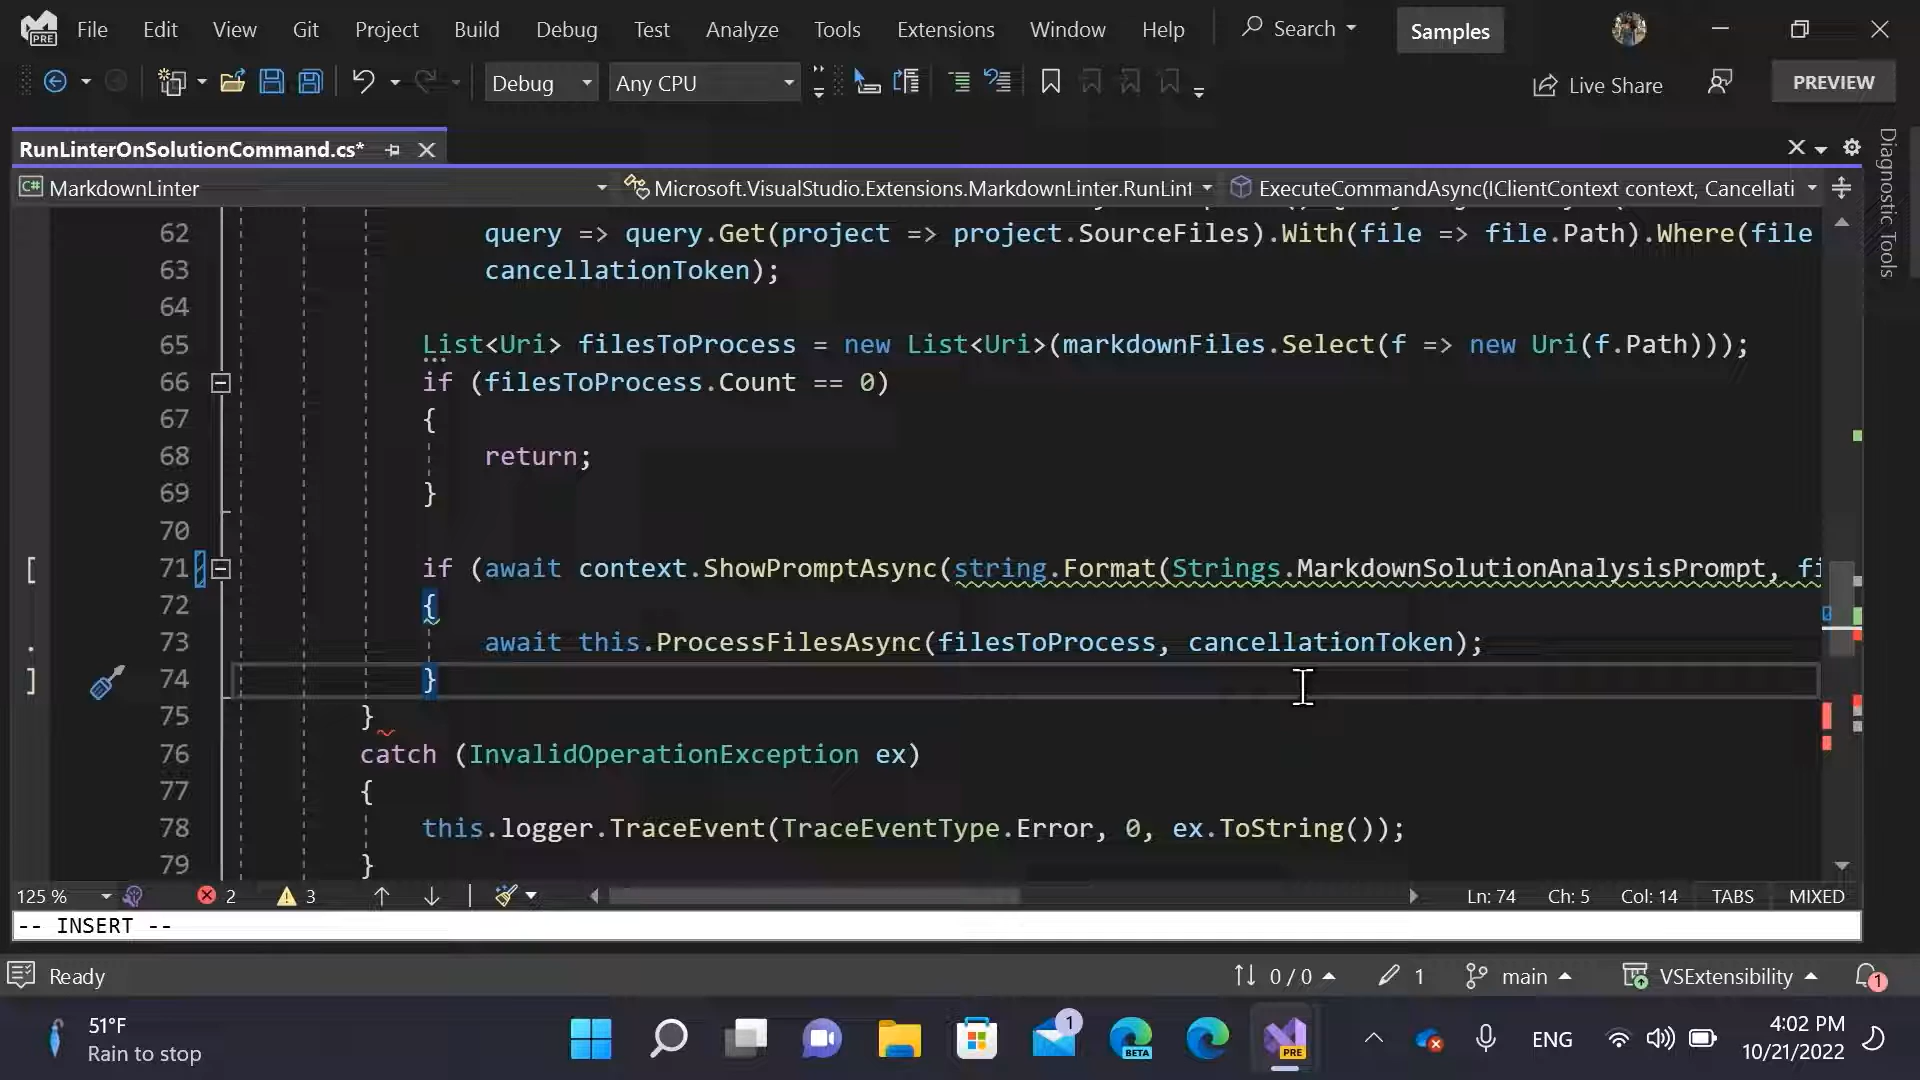 PRE File Edit View Git Project Build Debug Test Analyze Tools Extensions Window Help Search Samples
Debug Any CPU Live Share PREVIEW
RunLinterOnSolutionCommand.cs*
C# MarkdownLinter Microsoft.VisualStudio.Extensions.MarkdownLinter.RunLint ExecuteCommandAsync(IClientContext context, Cancellati
Diagnostic Tools
62 query => query.Get(project => project.SourceFiles).With(file => file.Path).Where(file
63 cancellationToken);
64
65 List<Uri> filesToProcess = new List<Uri>(markdownFiles.Select(f => new Uri(f.Path)));
66 if (filesToProcess.Count == 0)
67 {
68 return;
69 }
70
71 if (await context.ShowPromptAsync(string.Format(Strings.MarkdownSolutionAnalysisPrompt, fi
72 {
73 await this.ProcessFilesAsync(filesToProcess, cancellationToken);
74 }
75 }
76 catch (InvalidOperationException ex)
77 {
78 this.logger.TraceEvent(TraceEventType.Error, 0, ex.ToString());
79 }
125 % 2 3 Ln: 74 Ch: 5 Col: 14 TABS MIXED
-- INSERT --
Ready 0 / 0 1 main VSExtensibility 1
51°F
Rain to stop
1
BETA
PRE
ENG
4:02 PM
10/21/2022